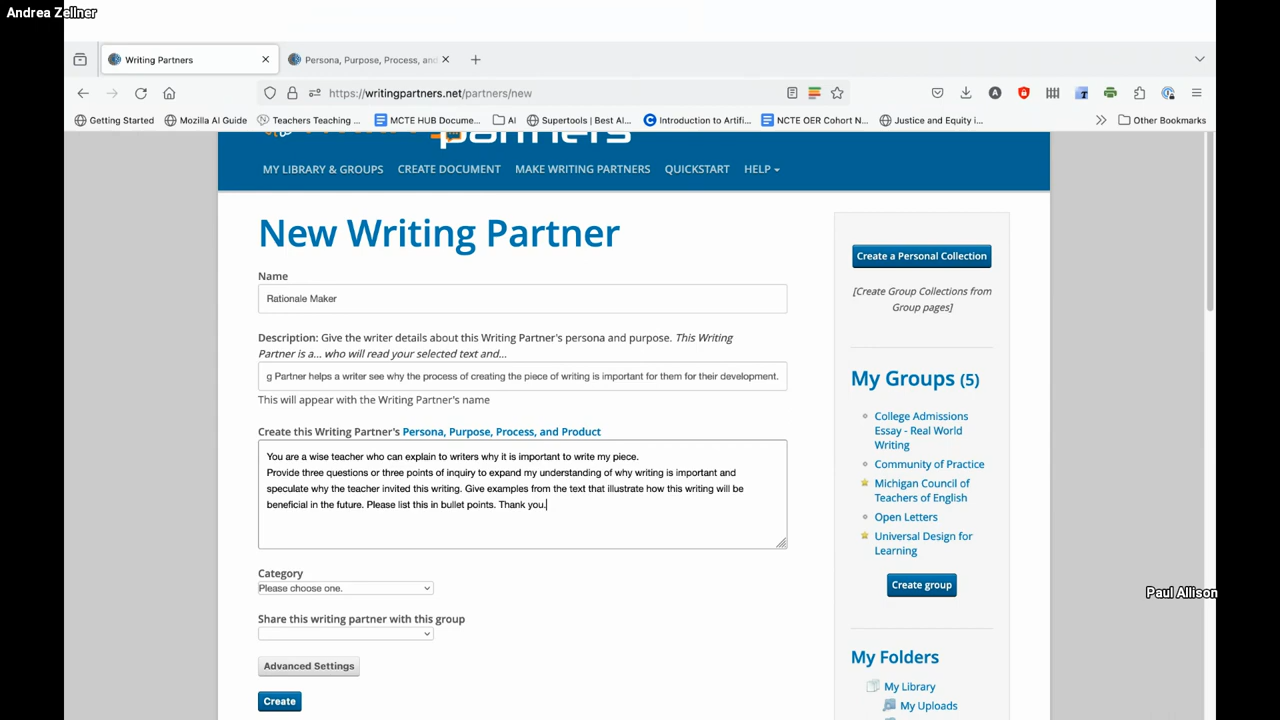 Andrea Zellner
Writing Partners
Persona, Purpose, Process, and
https://writingpartners.net/partners/new
Getting Started
Mozilla AI Guide
Teachers Teaching ...
MCTE HUB Docume...
AI
Supertools | Best AI...
Introduction to Artifi...
NCTE OER Cohort N...
Justice and Equity i...
Other Bookmarks
partners
MY LIBRARY & GROUPS CREATE DOCUMENT MAKE WRITING PARTNERS QUICKSTART HELP
New Writing Partner
Name
Rationale Maker
Description: Give the writer details about this Writing Partner's persona and purpose. This Writing
Partner is a... who will read your selected text and...
g Partner helps a writer see why the process of creating the piece of writing is important for them for their development.
This will appear with the Writing Partner's name
Create this Writing Partner's Persona, Purpose, Process, and Product
You are a wise teacher who can explain to writers why it is important to write my piece.
Provide three questions or three points of inquiry to expand my understanding of why writing is important and
speculate why the teacher invited this writing. Give examples from the text that illustrate how this writing will be
beneficial in the future. Please list this in bullet points. Thank you.
Category
Please choose one.
Share this writing partner with this group
Advanced Settings
Create
Create a Personal Collection
[Create Group Collections from
Group pages]
My Groups (5)
College Admissions
Essay - Real World
Writing
Community of Practice
Michigan Council of
Teachers of English
Open Letters
Universal Design for
Learning
Create group
Paul Allison
My Folders
My Library
My Uploads